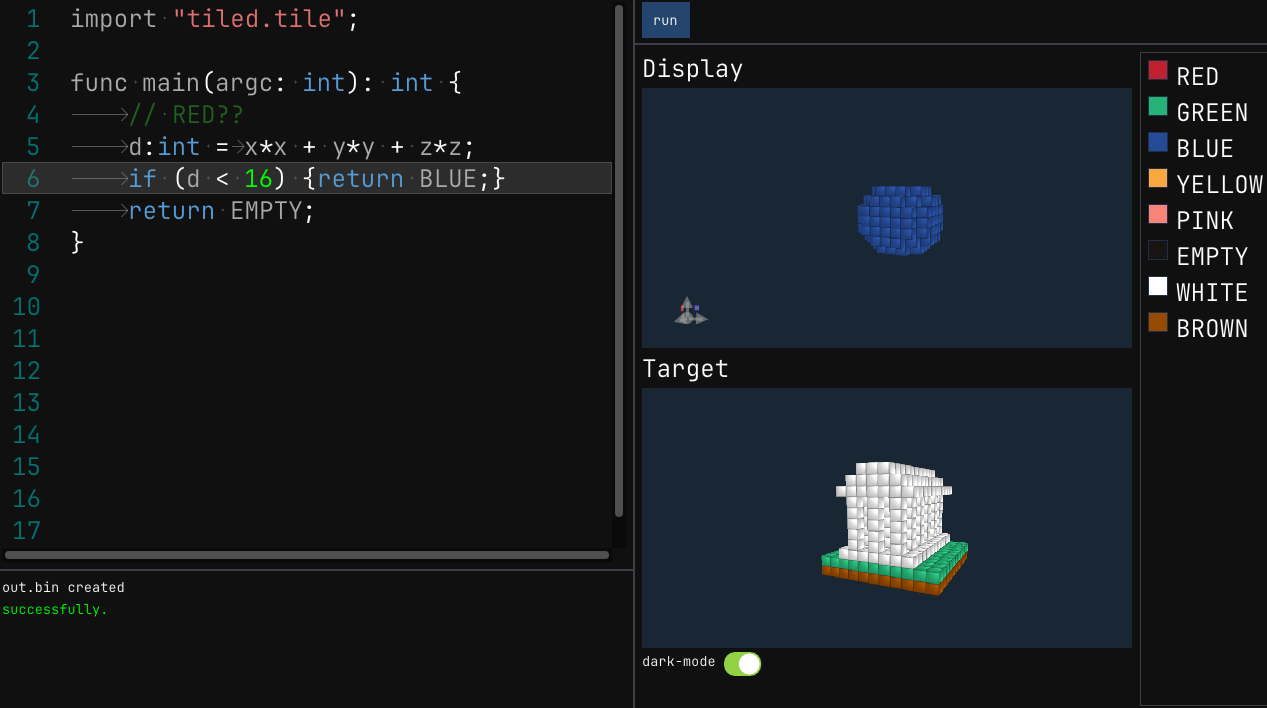 1 import "tiled.tile";
2
3 func main(argc: int): int {
4 // RED??
5 d:int = x*x + y*y + z*z;
6 if (d < 16) {return BLUE;}
7 return EMPTY;
8 }
9
10
11
12
13
14
15
16
17
out.bin created
successfully.
run
Display
Target
dark-mode
RED
GREEN
BLUE
YELLOW
PINK
EMPTY
WHITE
BROWN